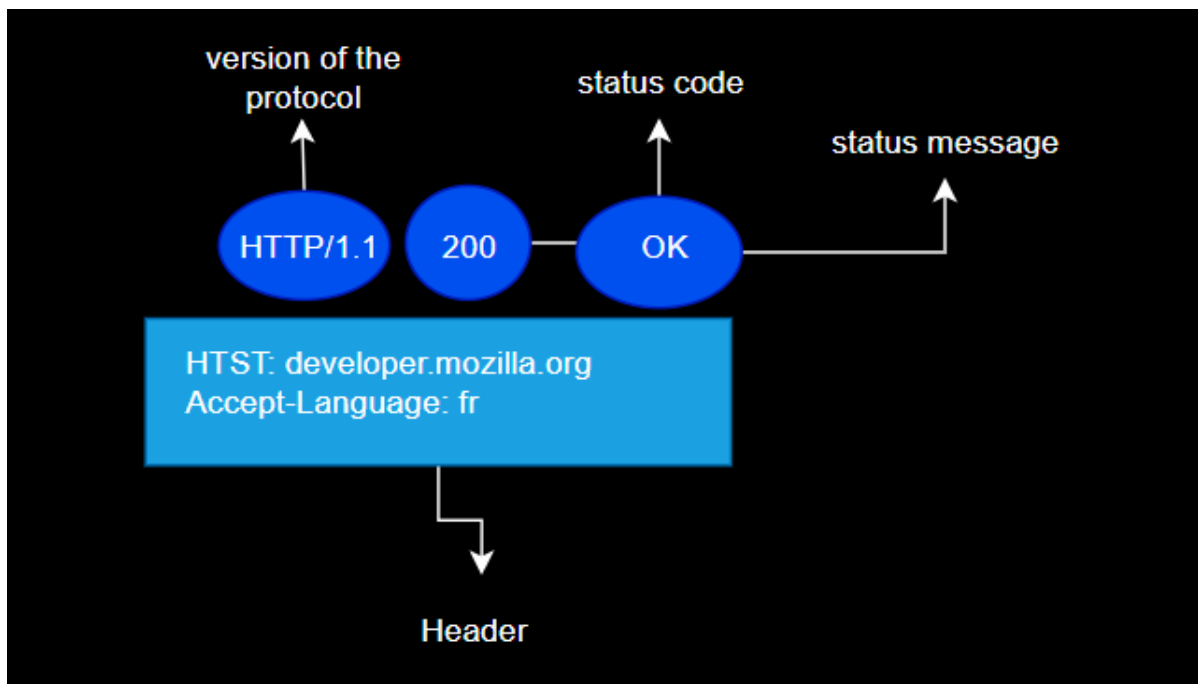 version of the
protocol
status code
status message
HTTP/1.1
200
OK
HTST: developer.mozilla.org
Accept-Language: fr
Header